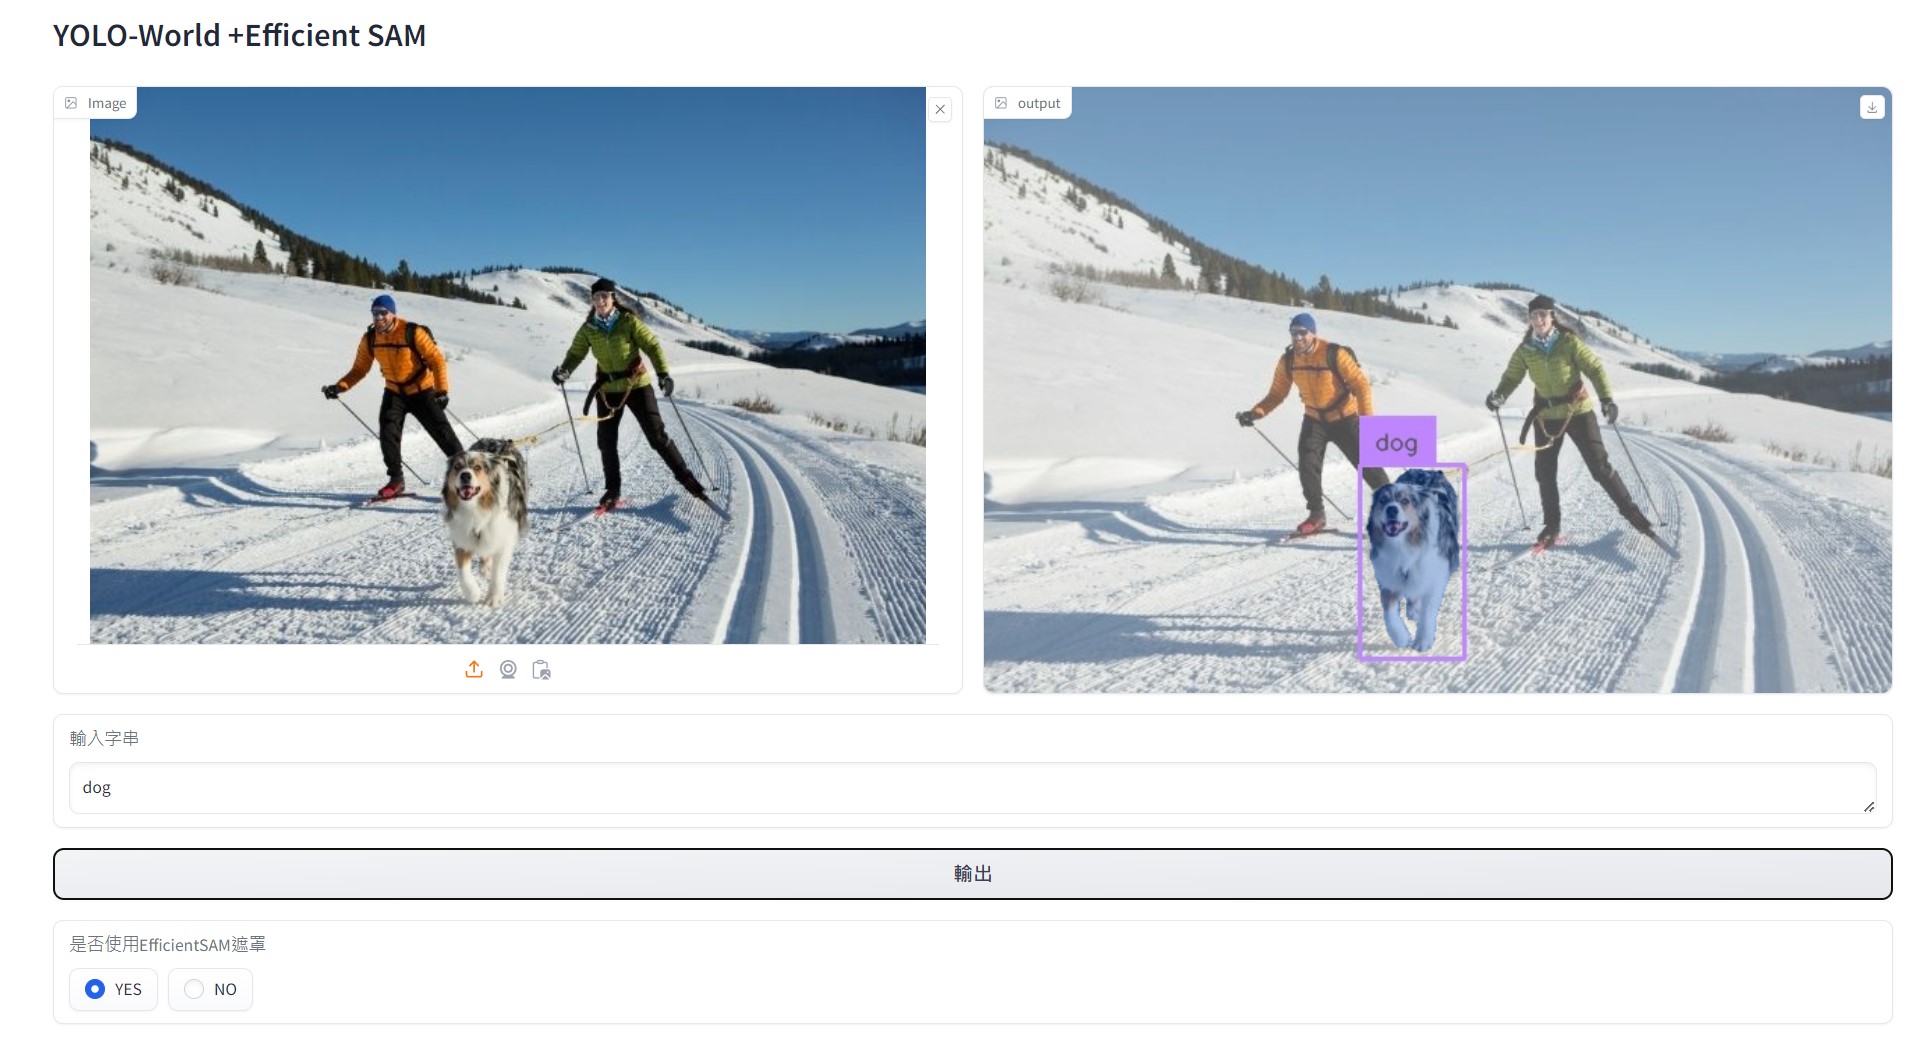 YOLO-World +Efficient SAM
Image
output
dog
輸入字串
dog
輸出
是否使用EfficientSAM遮罩
YES
NO